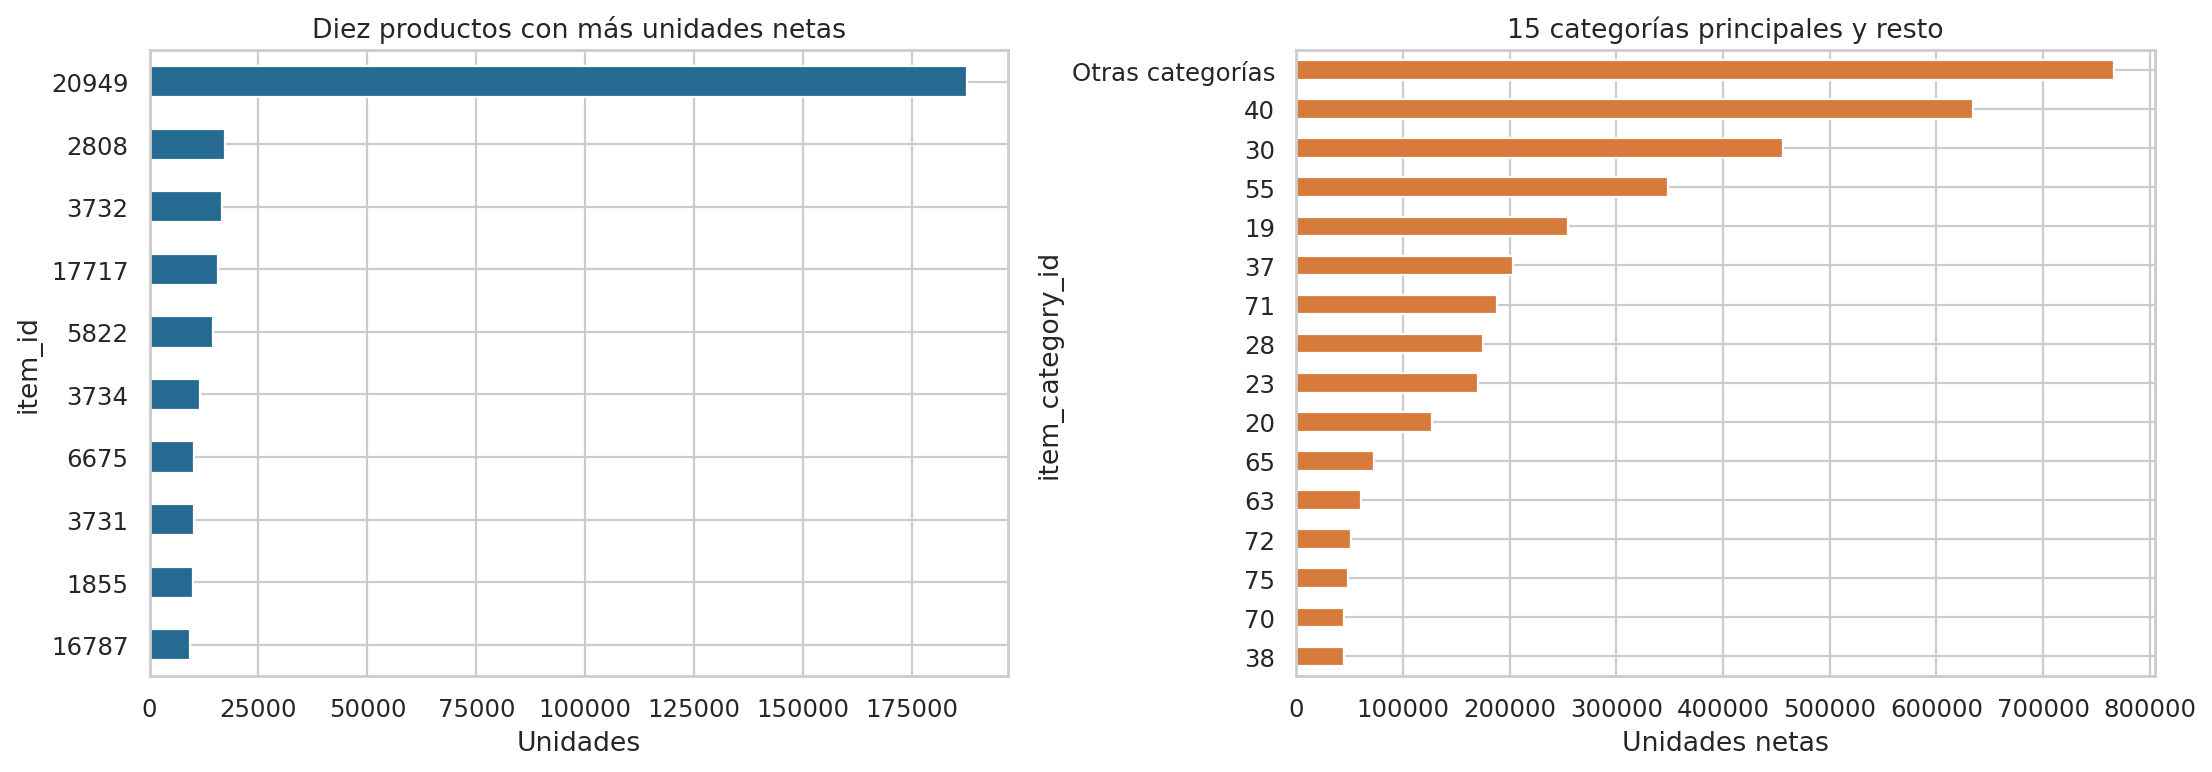 Diez productos con más unidades netas
item_id
20949
2808
3732
17717
5822
3734
6675
3731
1855
16787
0 25000 50000 75000 100000 125000 150000 175000
Unidades
15 categorías principales y resto
item_category_id
Otras categorías
40
30
55
19
37
71
28
23
20
65
63
72
75
70
38
0 100000 200000 300000 400000 500000 600000 700000 800000
Unidades netas